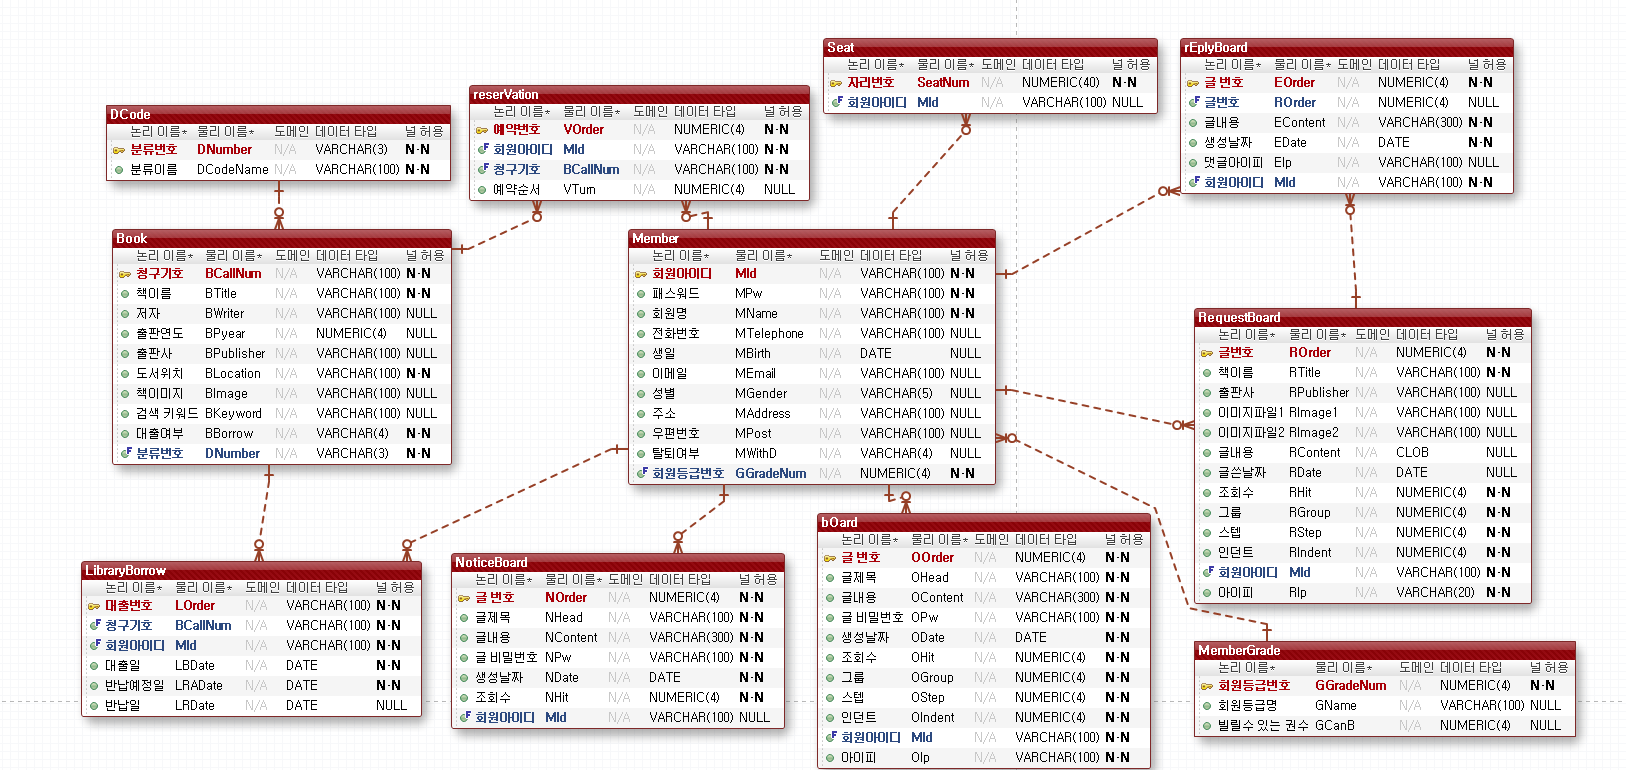 DCode
논리 이름* 물리 이름* 도메인 데이터 타입 널 허용
분류번호 DNumber N/A VARCHAR(3) N-N
분류이름 DCodeName N/A VARCHAR(100) N-N
reserVation
논리 이름* 물리 이름* 도메인 데이터 타입 널 허용
예약번호 VOrder N/A NUMERIC(4) N-N
회원아이디 MId N/A VARCHAR(100) N-N
청구기호 BCallNum N/A VARCHAR(100) N-N
예약순서 VTurn N/A NUMERIC(4) NULL
Seat
논리 이름* 물리 이름* 도메인 데이터 타입 널 허용
자리번호 SeatNum N/A NUMERIC(40) N-N
회원아이디 MId N/A VARCHAR(100) NULL
rEplyBoard
논리 이름* 물리 이름* 도메인 데이터 타입 널 허용
글 번호 EOrder N/A NUMERIC(4) N-N
글번호 ROrder N/A NUMERIC(4) NULL
글내용 EContent N/A VARCHAR(300) N-N
생성날짜 EDate N/A DATE N-N
댓글아이피 EIp N/A VARCHAR(100) NULL
회원아이디 MId N/A VARCHAR(100) N-N
Book
논리 이름* 물리 이름* 도메인 데이터 타입 널 허용
청구기호 BCallNum N/A VARCHAR(100) N-N
책이름 BTitle N/A VARCHAR(100) N-N
저자 BWriter N/A VARCHAR(100) NULL
출판연도 BPyear N/A NUMERIC(4) NULL
출판사 BPublisher N/A VARCHAR(100) NULL
도서위치 BLocation N/A VARCHAR(100) N-N
책이미지 BImage N/A VARCHAR(100) NULL
검색 키워드 BKeyword N/A VARCHAR(100) NULL
대출여부 BBorrow N/A VARCHAR(4) N-N
분류번호 DNumber N/A VARCHAR(3) N-N
Member
논리 이름* 물리 이름* 도메인 데이터 타입 널 허용
회원아이디 MId N/A VARCHAR(100) N-N
패스워드 MPw N/A VARCHAR(100) N-N
회원명 MName N/A VARCHAR(100) N-N
전화번호 MTelephone N/A VARCHAR(100) NULL
생일 MBirth N/A DATE NULL
이메일 MEmail N/A VARCHAR(100) NULL
성별 MGender N/A VARCHAR(5) NULL
주소 MAddress N/A VARCHAR(100) NULL
우편번호 MPost N/A VARCHAR(100) NULL
탈퇴여부 MWithD N/A VARCHAR(4) NULL
회원등급번호 GGradeNum N/A NUMERIC(4) N-N
RequestBoard
논리 이름* 물리 이름* 도메인 데이터 타입 널 허용
글번호 ROrder N/A NUMERIC(4) N-N
책이름 RTitle N/A VARCHAR(100) N-N
출판사 RPublisher N/A VARCHAR(100) NULL
이미지파일1 RImage1 N/A VARCHAR(100) NULL
이미지파일2 RImage2 N/A VARCHAR(100) NULL
글내용 RContent N/A CLOB NULL
글쓴날짜 RDate N/A DATE NULL
조회수 RHit N/A NUMERIC(4) N-N
그룹 RGroup N/A NUMERIC(4) N-N
스텝 RStep N/A NUMERIC(4) N-N
인덴트 RIndent N/A NUMERIC(4) N-N
회원아이디 MId N/A VARCHAR(100) N-N
아이피 RIp N/A VARCHAR(20) NULL
LibraryBorrow
논리 이름* 물리 이름* 도메인 데이터 타입 널 허용
대출번호 LOrder N/A VARCHAR(100) N-N
청구기호 BCallNum N/A VARCHAR(100) N-N
회원아이디 MId N/A VARCHAR(100) N-N
대출일 LBDate N/A DATE N-N
반납예정일 LRADate N/A DATE N-N
반납일 LRDate N/A DATE NULL
NoticeBoard
논리 이름* 물리 이름* 도메인 데이터 타입 널 허용
글 번호 NOrder N/A NUMERIC(4) N-N
글제목 NHead N/A VARCHAR(100) N-N
글내용 NContent N/A VARCHAR(300) N-N
글 비밀번호 NPw N/A VARCHAR(100) N-N
생성날짜 NDate N/A DATE N-N
조회수 NHit N/A NUMERIC(4) N-N
회원아이디 MId N/A VARCHAR(100) NULL
bOard
논리 이름* 물리 이름* 도메인 데이터 타입 널 허용
글 번호 OOrder N/A NUMERIC(4) N-N
글제목 OHead N/A VARCHAR(100) N-N
글내용 OContent N/A VARCHAR(300) N-N
글 비밀번호 OPw N/A VARCHAR(100) N-N
생성날짜 ODate N/A DATE N-N
조회수 OHit N/A NUMERIC(4) N-N
그룹 OGroup N/A NUMERIC(4) N-N
스텝 OStep N/A NUMERIC(4) N-N
인덴트 OIndent N/A NUMERIC(4) N-N
회원아이디 MId N/A VARCHAR(100) N-N
아이피 OIp N/A VARCHAR(100) N-N
MemberGrade
논리 이름* 물리 이름* 도메인 데이터 타입 널 허용
회원등급번호 GGradeNum N/A NUMERIC(4) N-N
회원등급명 GName N/A VARCHAR(100) NULL
빌릴수 있는 권수 GCanB N/A NUMERIC(4) NULL